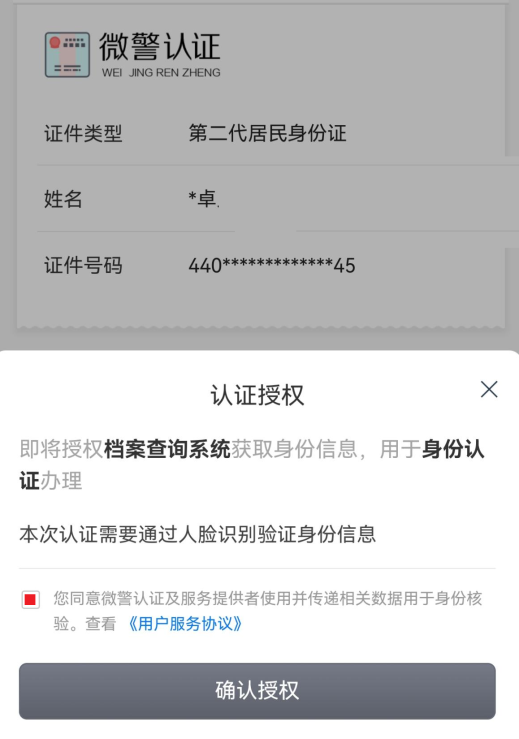 微警认证
WEI JING REN ZHENG
证件类型 第二代居民身份证
姓名 *卓
证件号码 440*************45
认证授权
即将授权档案查询系统获取身份信息，用于身份认
证办理
本次认证需要通过人脸识别验证身份信息
您同意微警认证及服务提供者使用并传递相关数据用于身份核
验。查看 《用户服务协议》
确认授权